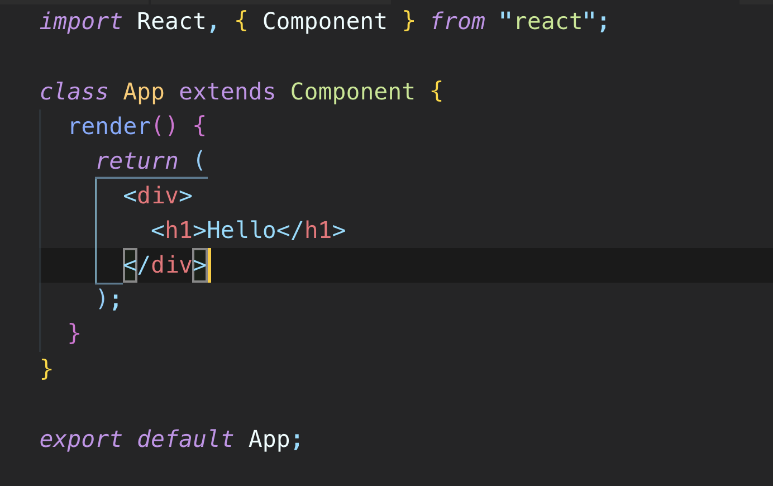 import React, { Component } from "react";
class App extends Component {
render() {
return (
<div>
<h1>Hello</h1>
</div>
);
}
}
export default App;